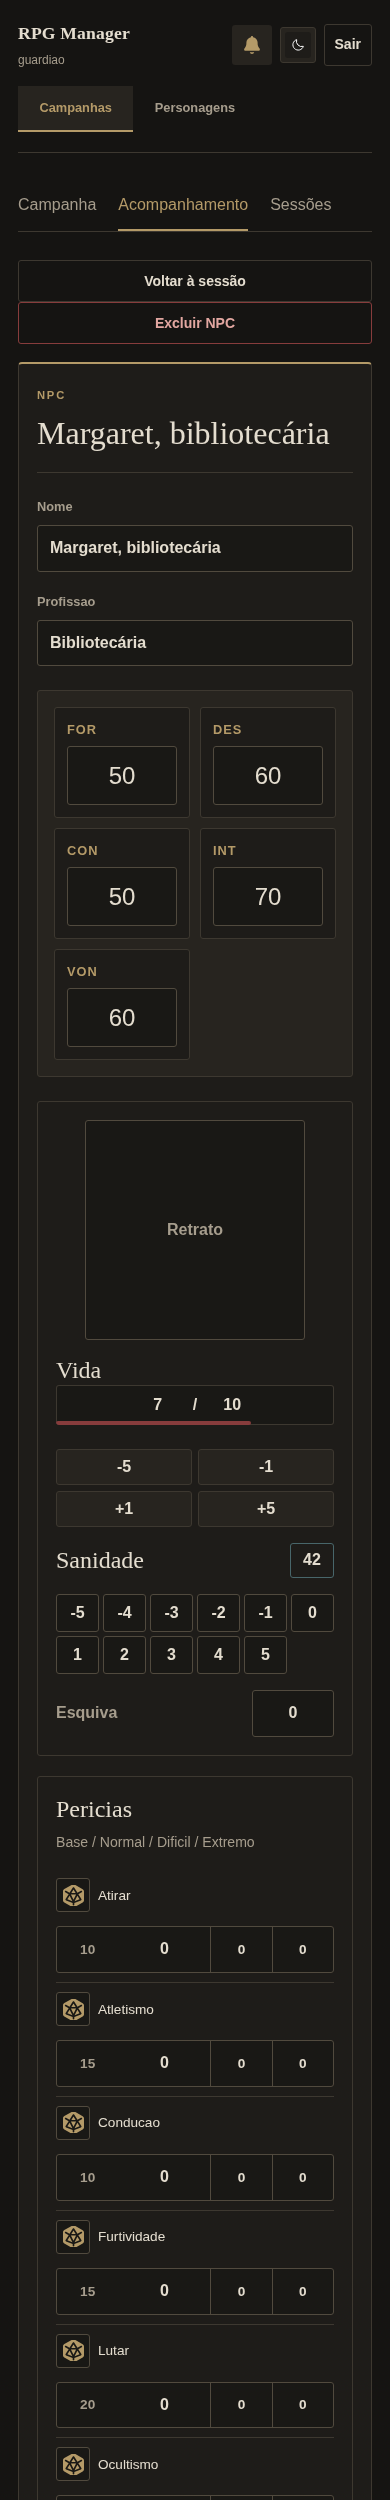 RPG Manager
guardiao
Sair
Campanhas
Personagens
Campanha
Acompanhamento
Sessões
Voltar à sessão
Excluir NPC
NPC
Margaret, bibliotecária
Nome
Margaret, bibliotecária
Profissao
Bibliotecária
FOR
DES
50
60
CON
INT
50
70
VON
60
Retrato
Vida
7 / 10
-5
-1
+1
+5
Sanidade
42
-5 -4 -3 -2 -1 0
1 2 3 4 5
Esquiva
0
Pericias
Base / Normal / Dificil / Extremo
Atirar
10 0 0 0
Atletismo
15 0 0 0
Conducao
10 0 0 0
Furtividade
15 0 0 0
Lutar
20 0 0 0
Ocultismo